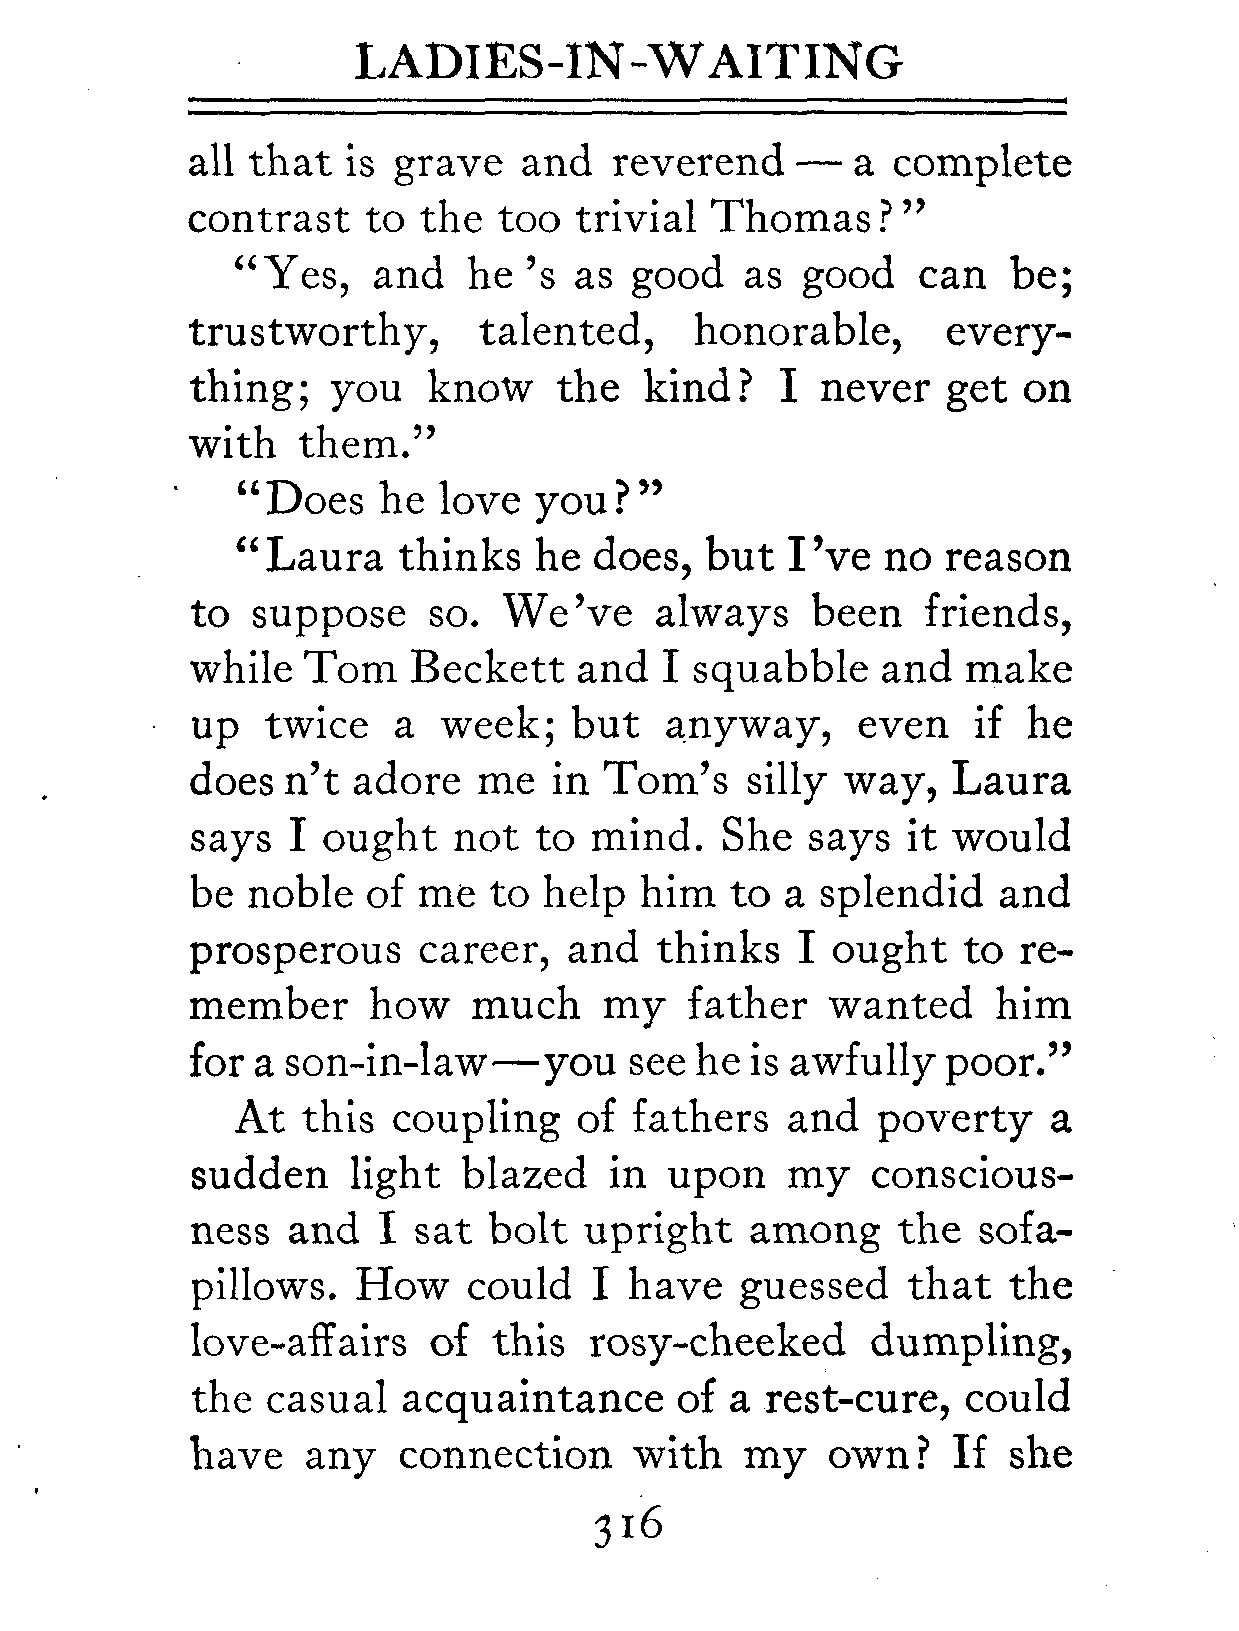 LADIES-IN-WAITING
all that is grave and reverend — a complete
contrast to the too trivial Thomas?"
"Yes, and he 's as good as good can be;
trustworthy, talented, honorable, every-
thing; you know the kind? I never get on
with them."
"Does he love you?"
"Laura thinks he does, but I 've no reason
to suppose so. We 've always been friends,
while Tom Beckett and I squabble and make
up twice a week; but anyway, even if he
does n't adore me in Tom's silly way, Laura
says I ought not to mind. She says it would
be noble of me to help him to a splendid and
prosperous career, and thinks I ought to re-
member how much my father wanted him
for a son-in-law—you see he is awfully poor."
At this coupling of fathers and poverty a
sudden light blazed in upon my conscious-
ness and I sat bolt upright among the sofa-
pillows. How could I have guessed that the
love-affairs of this rosy-cheeked dumpling,
the casual acquaintance of a rest-cure, could
have any connection with my own? If she
316